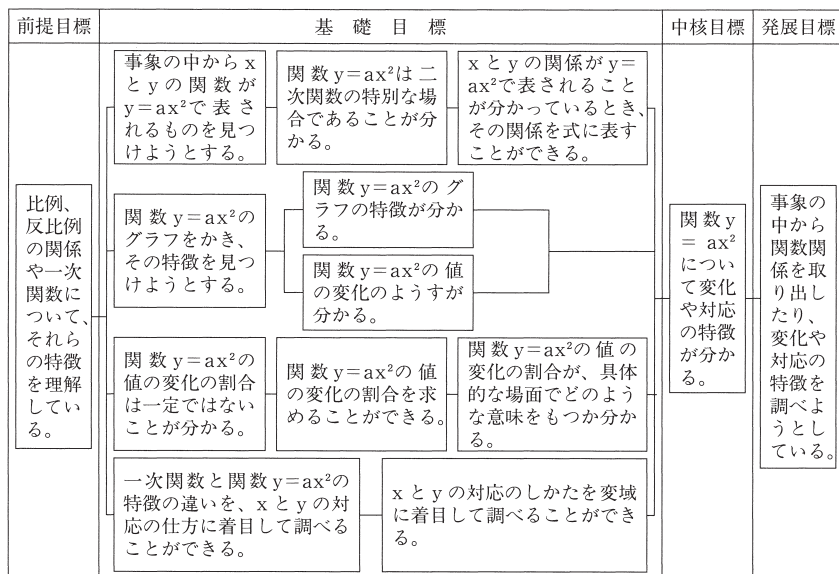 前提目標
基礎目標
中核目標
発展目標
比例、
反比例
の関係
や一次
関数に
ついて、
それら
の特徴
を理解
してい
る。
事象の中からx
とyの関数が
y=ax²で表さ
れるものを見つ
けようとする。
関数y=ax²は二
次関数の特別な場
合であることが分
かる。
xとyの関係がy=
ax²で表されること
が分かっているとき、
その関係を式に表す
ことができる。
関数y=ax²の
グラフをかき、
その特徴を見つ
けようとする。
関数y=ax²のグ
ラフの特徴が分か
る。
関数y=ax²の値
の変化のようすが
分かる。
関数y=ax²の
値の変化の割合
は一定ではない
ことが分かる。
関数y=ax²の値
の変化の割合を求
めることができる。
関数y=ax²の値の
変化の割合が、具体
的な場面でどのよう
な意味をもつか分か
る。
一次関数と関数y=ax²の
特徴の違いを、xとyの対
応の仕方に着目して調べる
ことができる。
xとyの対応のしかたを変域
に着目して調べることができ
る。
関数y
= ax²
につい
て変化
や対応
の特徴
が分か
る。
事象の
中から
関数関
係を取
り出し
たり、
変化や
対応の
特徴を
調べよ
うとし
ている。